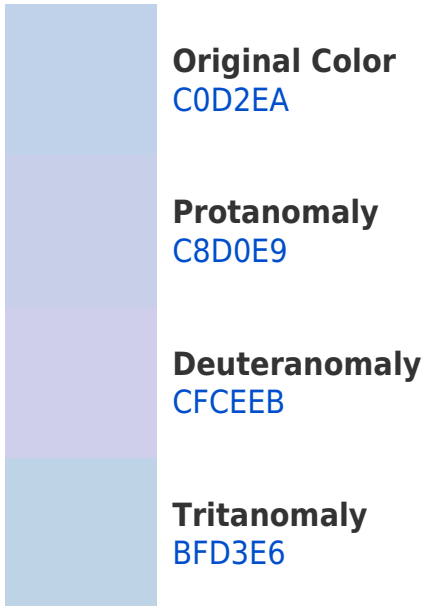 Original Color
C0D2EA
Protanomaly
C8D0E9
Deuteranomaly
CFCEEB
Tritanomaly
BFD3E6